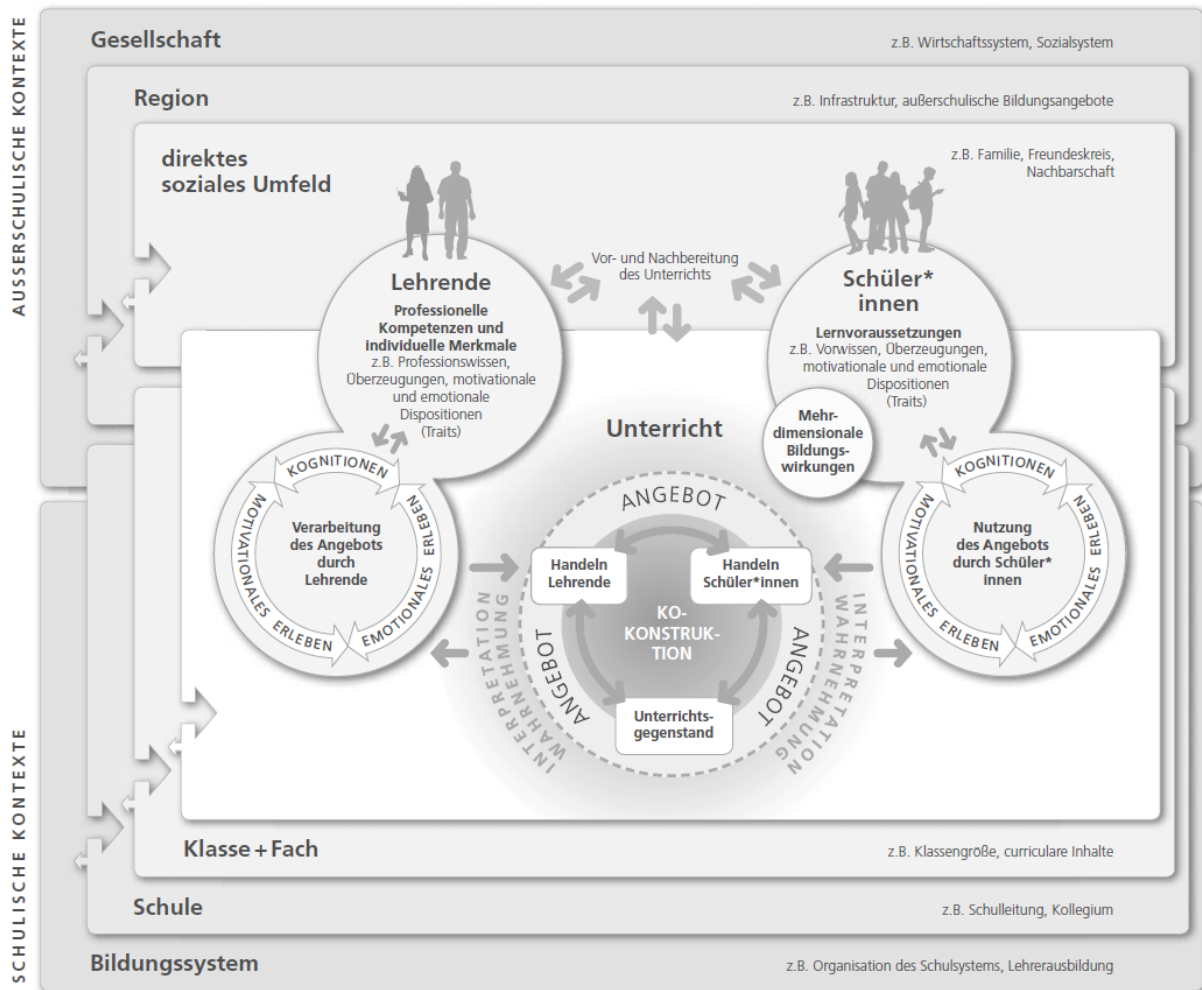 AUSSERSCHULISCHE KONTEXTE
Gesellschaft
z.B. Wirtschaftssystem, Sozialsystem
Region
z.B. Infrastruktur, außerschulische Bildungsangebote
direktes
soziales Umfeld
z.B. Familie, Freundeskreis,
Nachbarschaft
Lehrende
Professionelle
Kompetenzen und
individuelle Merkmale
z.B. Professionswissen,
Überzeugungen, motivationale
und emotionale
Dispositionen
(Traits)
Vor- und Nachbereitung
des Unterrichts
Schüler*
innen
Lernvoraussetzungen
z.B. Vorwissen, Überzeugungen,
motivationale und emotionale
Dispositionen
(Traits)
Mehr-
dimensionale
Bildungs-
wirkungen
KOGNITIONEN
EMOTIONALES ERLEBEN
MOTIVATIONALES ERLEBEN
Verarbeitung
des Angebots
durch
Lehrende
Unterricht
ANGEBOT
ANGEBOT
ANGEBOT
Handeln
Lehrende
Handeln
Schüler*innen
KO-
KONSTRUK-
TION
Unterrichts-
gegenstand
INTERPRETATION
WAHRNEHMUNG
INTERPRETATION
WAHRNEHMUNG
KOGNITIONEN
EMOTIONALES ERLEBEN
MOTIVATIONALES ERLEBEN
Nutzung
des Angebots
durch Schüler*
innen
SCHULISCHE KONTEXTE
Klasse + Fach
z.B. Klassengröße, curriculare Inhalte
Schule
z.B. Schulleitung, Kollegium
Bildungssystem
z.B. Organisation des Schulsystems, Lehrerausbildung